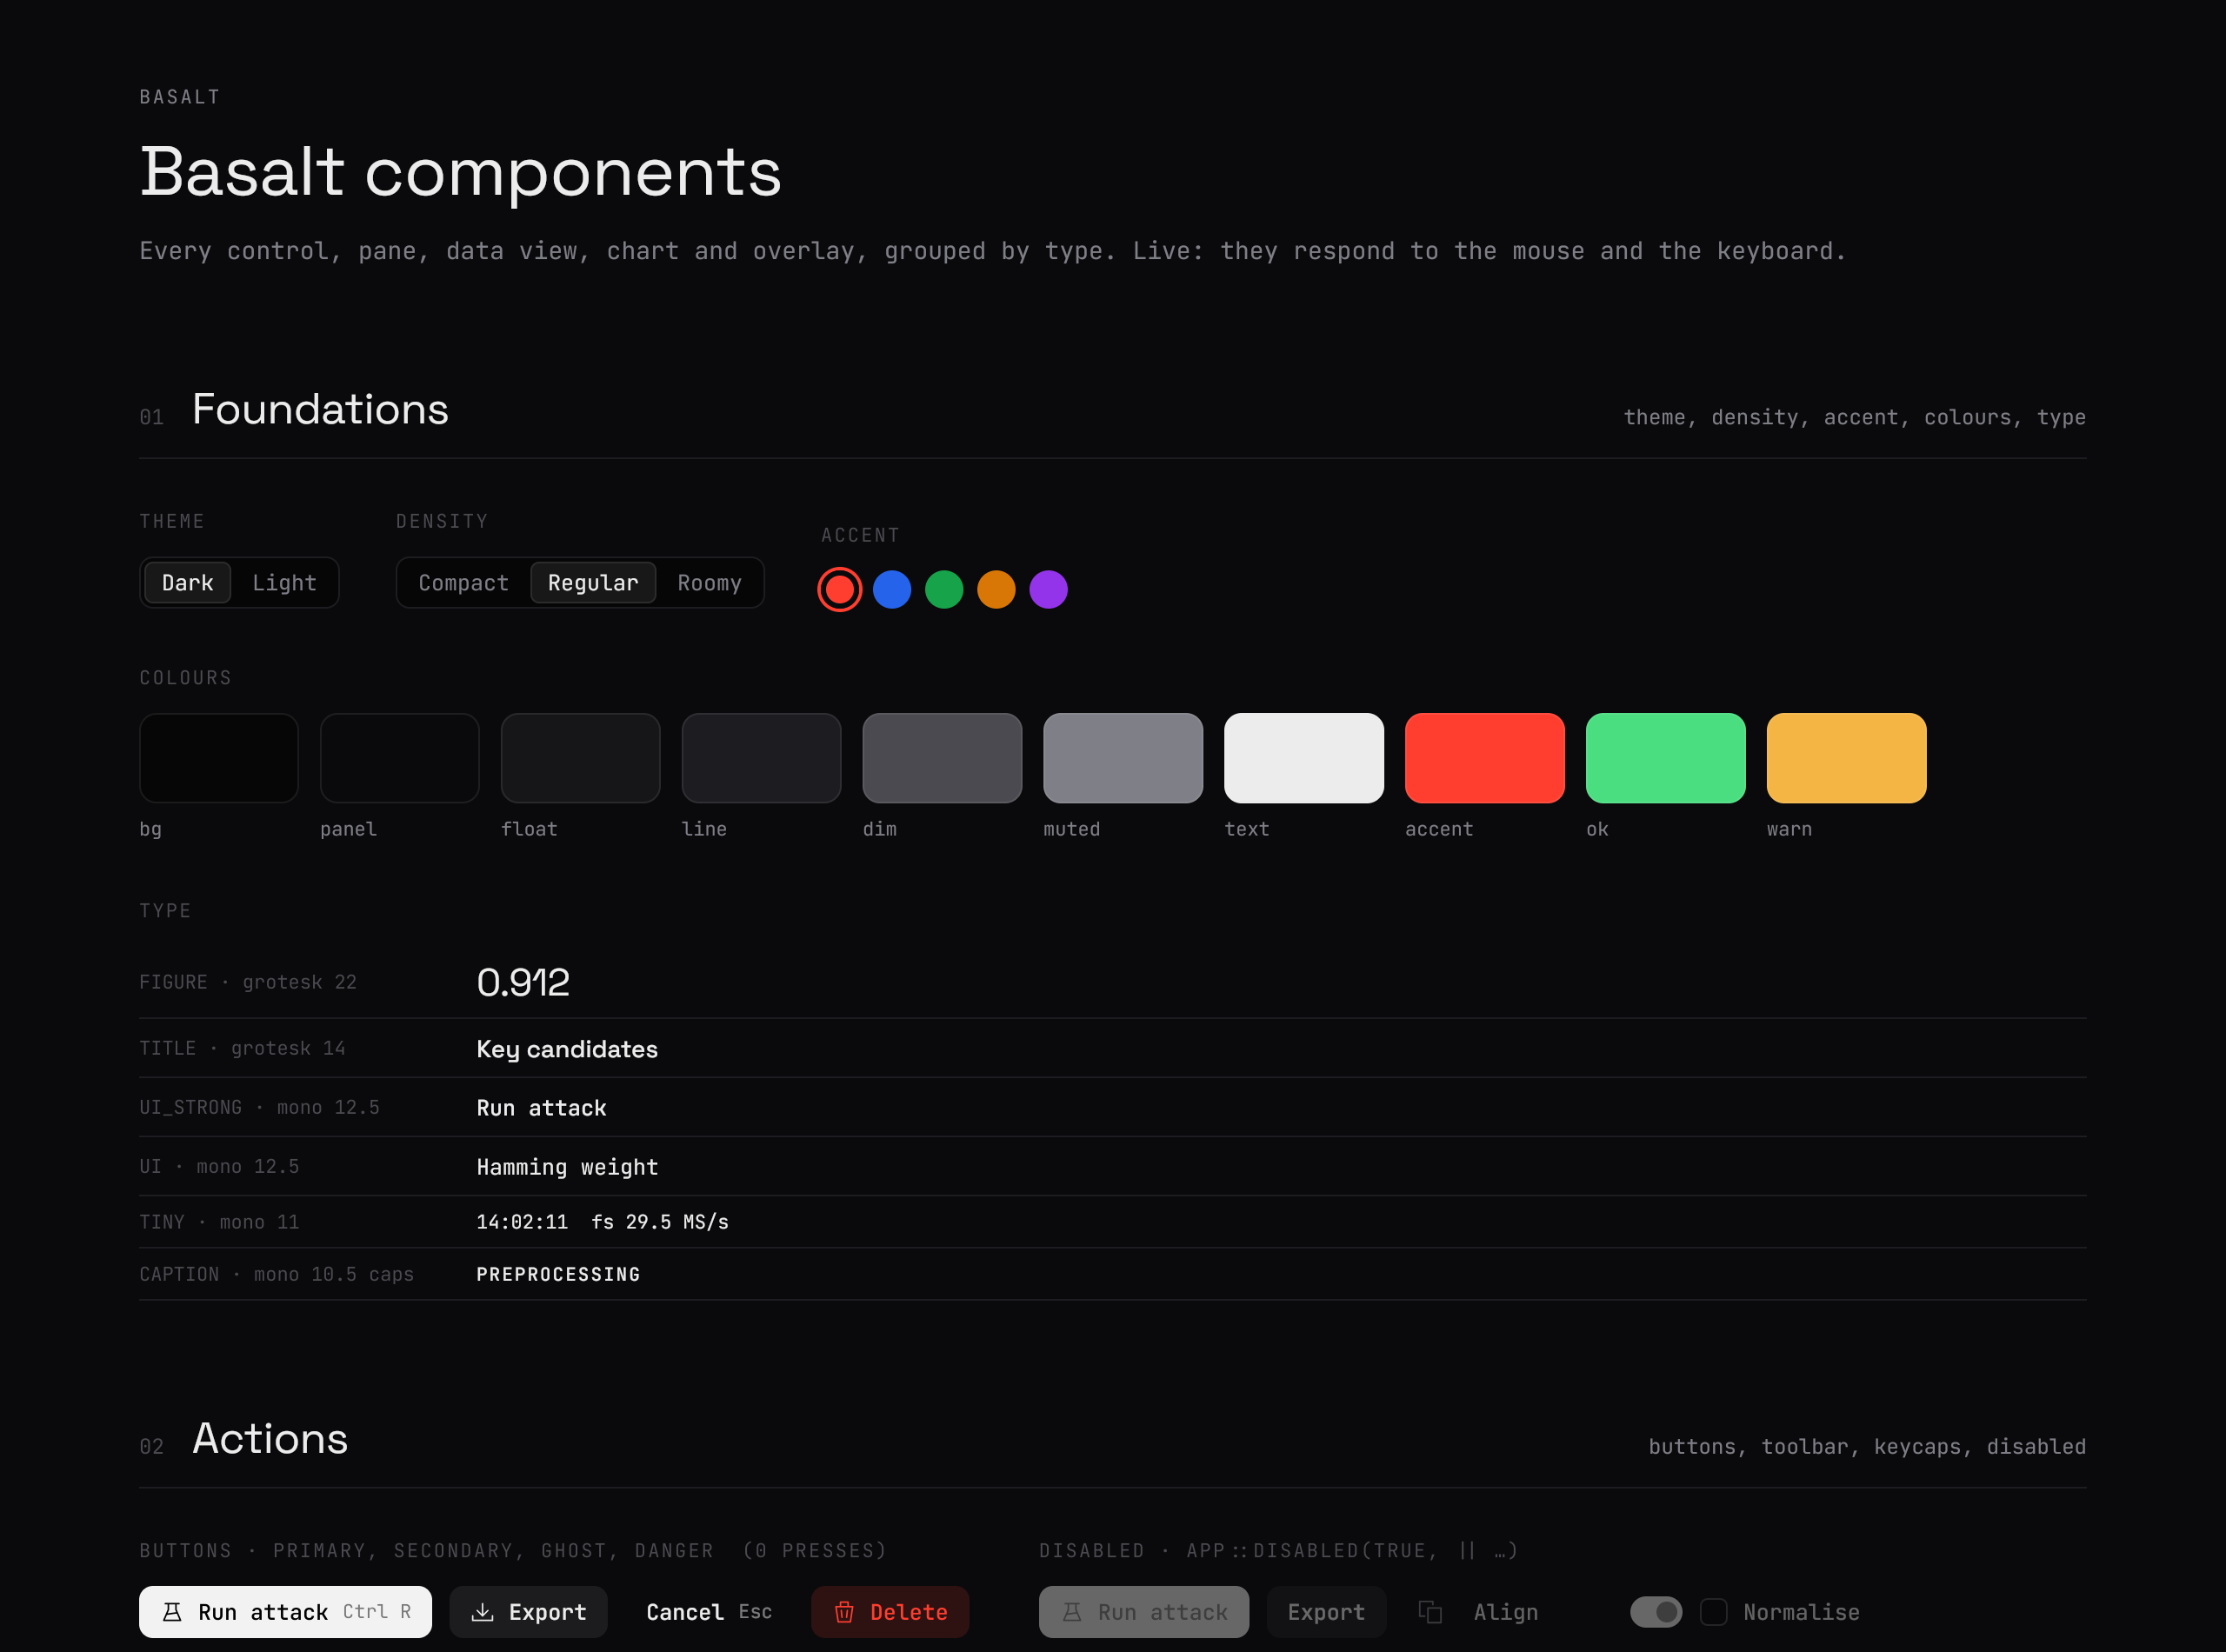 BASALT
Basalt components
Every control, pane, data view, chart and overlay, grouped by type. Live: they respond to the mouse and the keyboard.
01 Foundations theme, density, accent, colours, type
THEME DENSITY ACCENT
Dark Light Compact Regular Roomy
COLOURS
bg panel float line dim muted text accent ok warn
TYPE
FIGURE · grotesk 22 0.912
TITLE · grotesk 14 Key candidates
UI_STRONG · mono 12.5 Run attack
UI · mono 12.5 Hamming weight
TINY · mono 11 14:02:11 fs 29.5 MS/s
CAPTION · mono 10.5 caps PREPROCESSING
02 Actions buttons, toolbar, keycaps, disabled
BUTTONS · PRIMARY, SECONDARY, GHOST, DANGER (0 PRESSES) DISABLED · APP::DISABLED(TRUE, || …)
Run attack Ctrl R Export Cancel Esc Delete Run attack Export Align Normalise